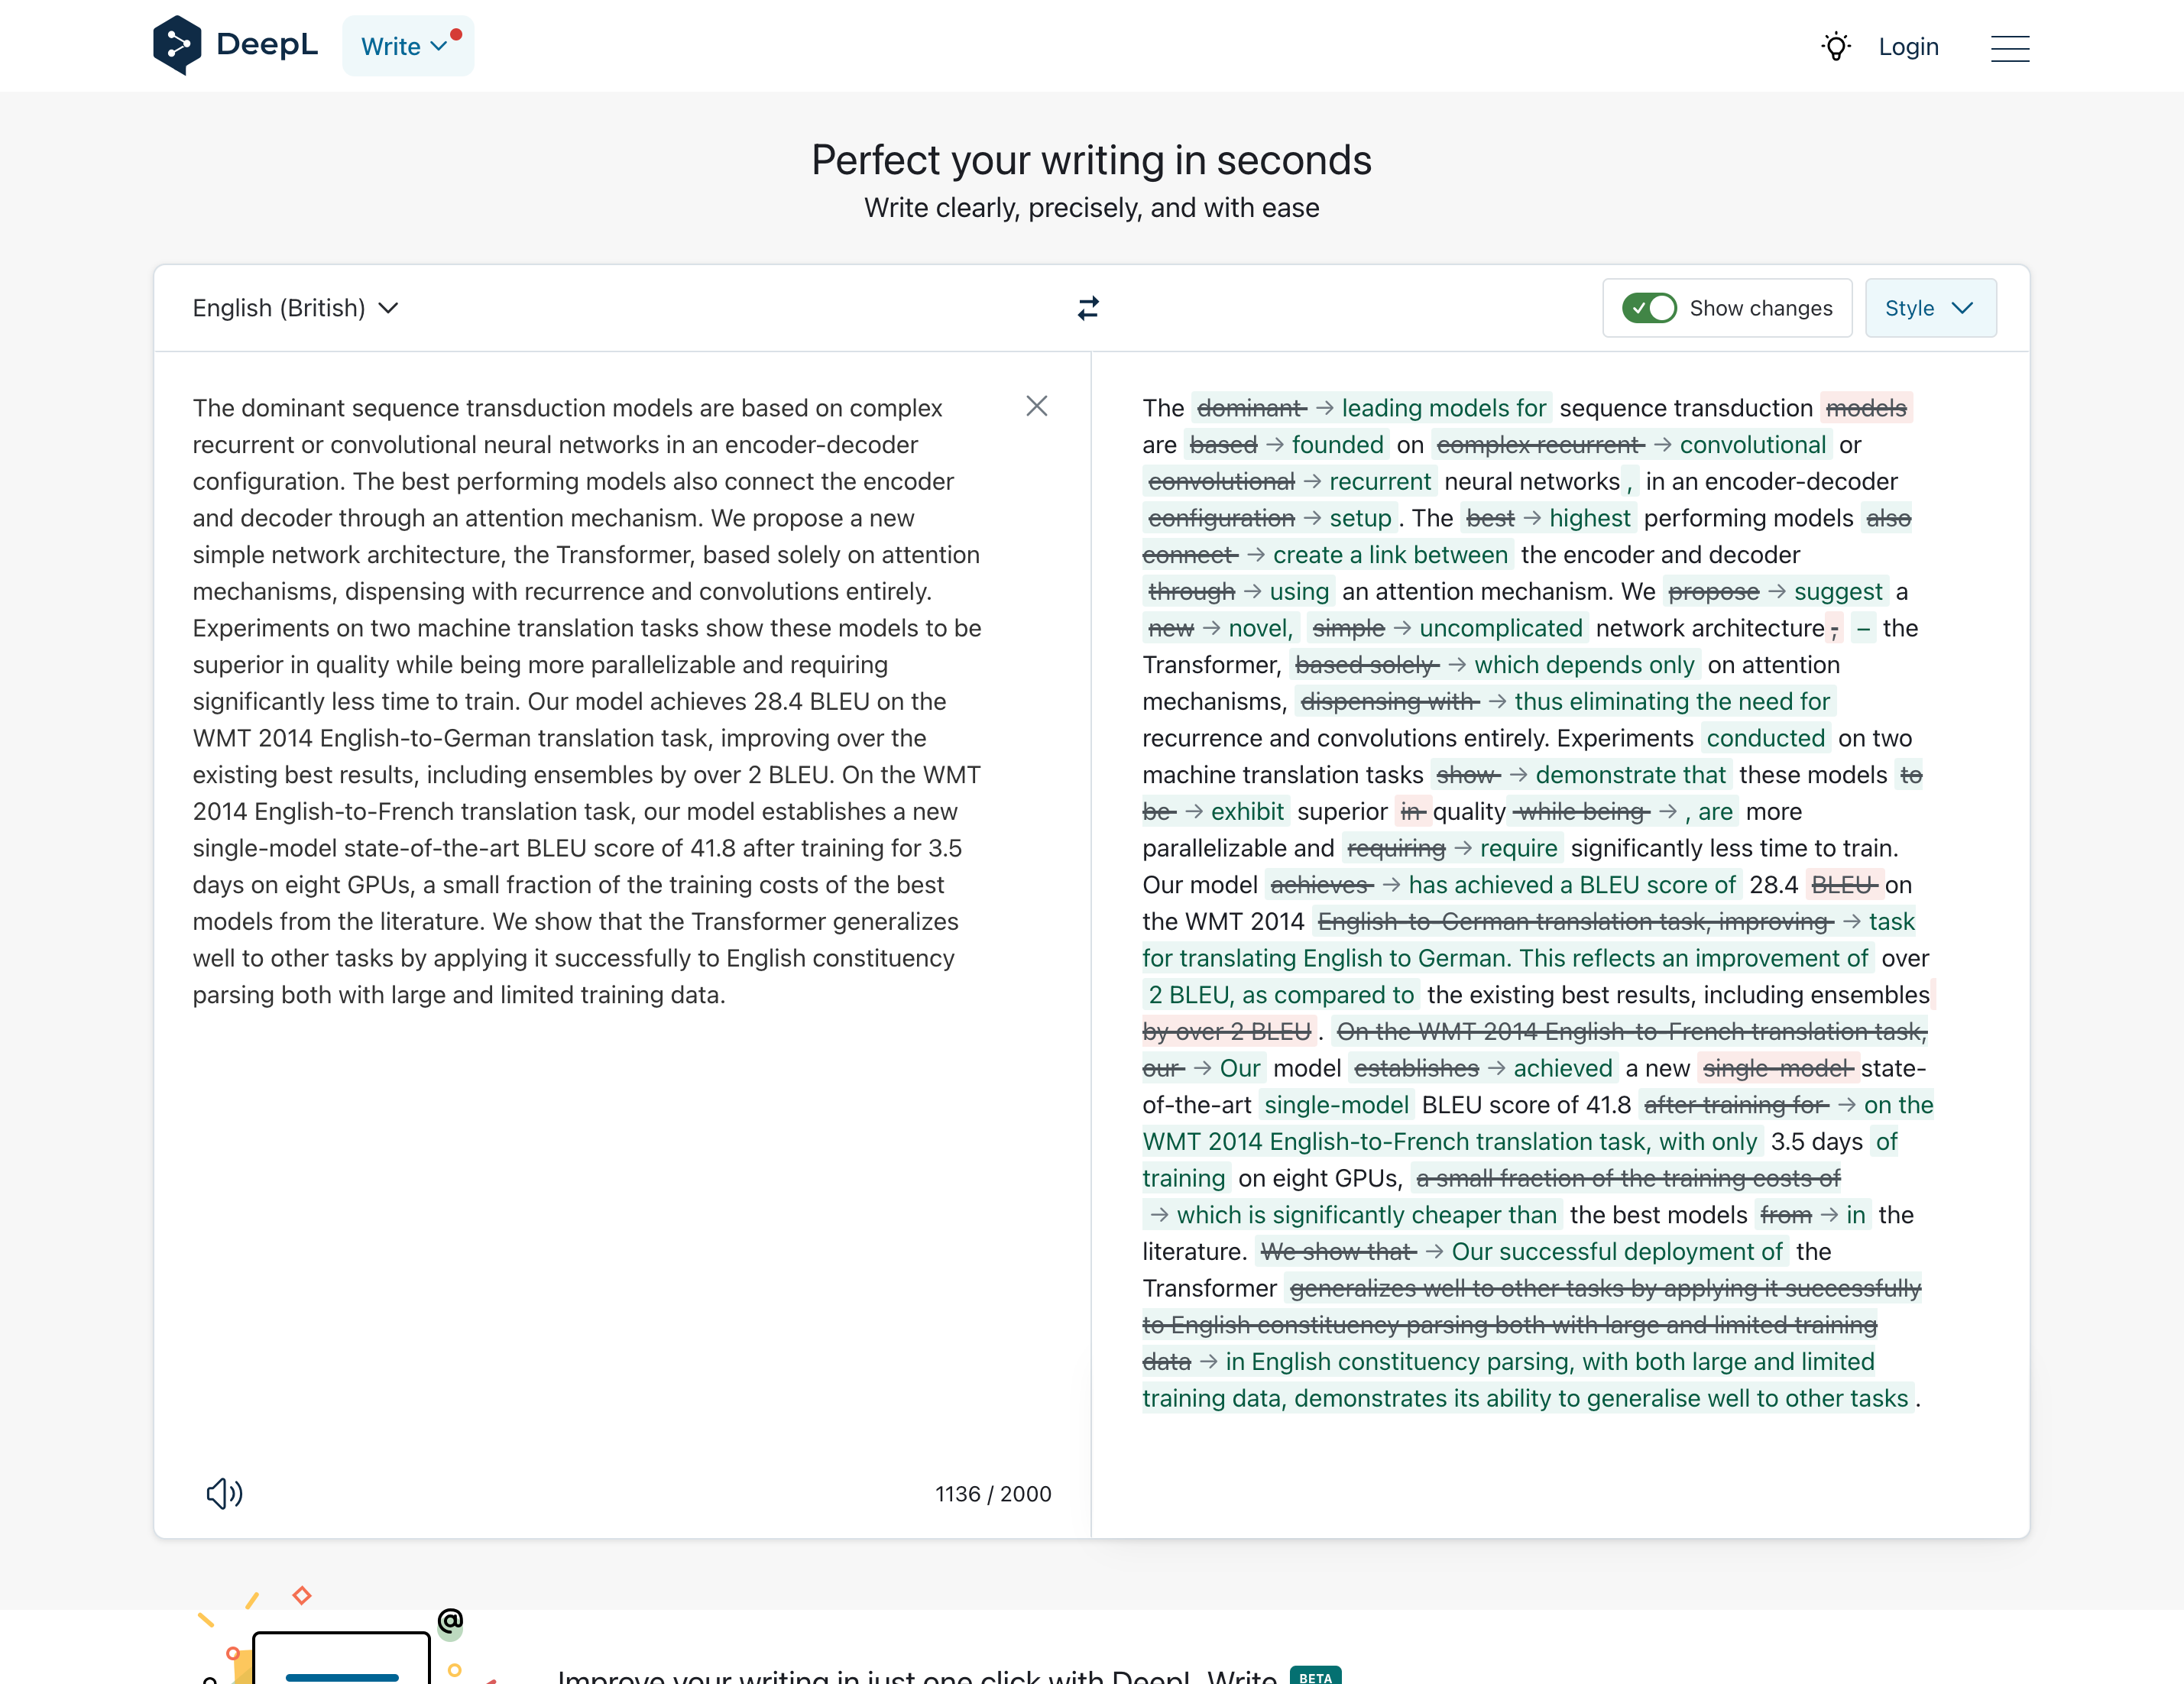 DeepL
Write
Login
Perfect your writing in seconds
Write clearly, precisely, and with ease
English (British)
Show changes
Style
The dominant sequence transduction models are based on complex
recurrent or convolutional neural networks in an encoder-decoder
configuration. The best performing models also connect the encoder
and decoder through an attention mechanism. We propose a new
simple network architecture, the Transformer, based solely on attention
mechanisms, dispensing with recurrence and convolutions entirely.
Experiments on two machine translation tasks show these models to be
superior in quality while being more parallelizable and requiring
significantly less time to train. Our model achieves 28.4 BLEU on the
WMT 2014 English-to-German translation task, improving over the
existing best results, including ensembles by over 2 BLEU. On the WMT
2014 English-to-French translation task, our model establishes a new
single-model state-of-the-art BLEU score of 41.8 after training for 3.5
days on eight GPUs, a small fraction of the training costs of the best
models from the literature. We show that the Transformer generalizes
well to other tasks by applying it successfully to English constituency
parsing both with large and limited training data.
1136 / 2000
The dominant → leading models for sequence transduction models
are based → founded on complex recurrent → convolutional or
convolutional → recurrent neural networks , in an encoder-decoder
configuration → setup . The best → highest performing models also
connect → create a link between the encoder and decoder
through → using an attention mechanism. We propose → suggest a
new → novel, simple → uncomplicated network architecture , – the
Transformer, based solely → which depends only on attention
mechanisms, dispensing with → thus eliminating the need for
recurrence and convolutions entirely. Experiments conducted on two
machine translation tasks show → demonstrate that these models to
be → exhibit superior in quality while being → , are more
parallelizable and requiring → require significantly less time to train.
Our model achieves → has achieved a BLEU score of 28.4 BLEU on
the WMT 2014 English-to-German translation task, improving → task
for translating English to German. This reflects an improvement of over
2 BLEU, as compared to the existing best results, including ensembles
by over 2 BLEU . On the WMT 2014 English-to-French translation task,
our → Our model establishes → achieved a new single-model state-
of-the-art single-model BLEU score of 41.8 after training for → on the
WMT 2014 English-to-French translation task, with only 3.5 days of
training on eight GPUs, a small fraction of the training costs of
→ which is significantly cheaper than the best models from → in the
literature. We show that → Our successful deployment of the
Transformer generalizes well to other tasks by applying it successfully
to English constituency parsing both with large and limited training
data → in English constituency parsing, with both large and limited
training data, demonstrates its ability to generalise well to other tasks .
@
Improve your writing in just one click with DeepL Write BETA